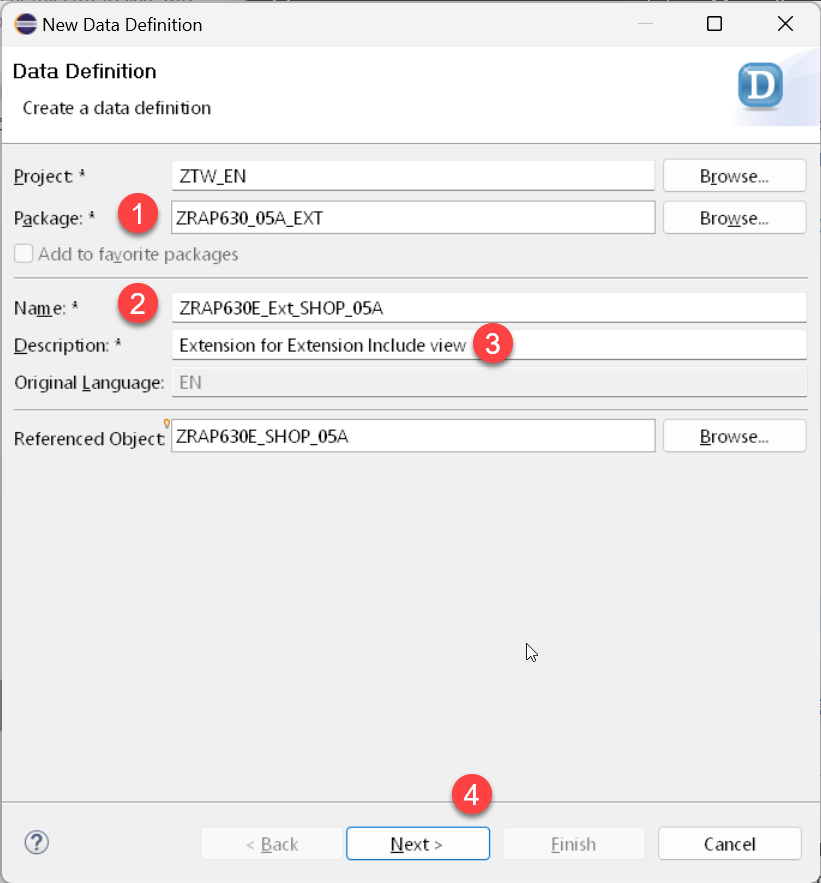 New Data Definition
Data Definition
Create a data definition
D
Project: * ZTW_EN Browse...
Package: * 1 ZRAP630_05A_EXT Browse...
Add to favorite packages
Name: * 2 ZRAP630E_Ext_SHOP_05A
Description: * Extension for Extension Include view 3
Original Language: EN
Referenced Object: ZRAP630E_SHOP_05A Browse...
4
? < Back Next > Finish Cancel